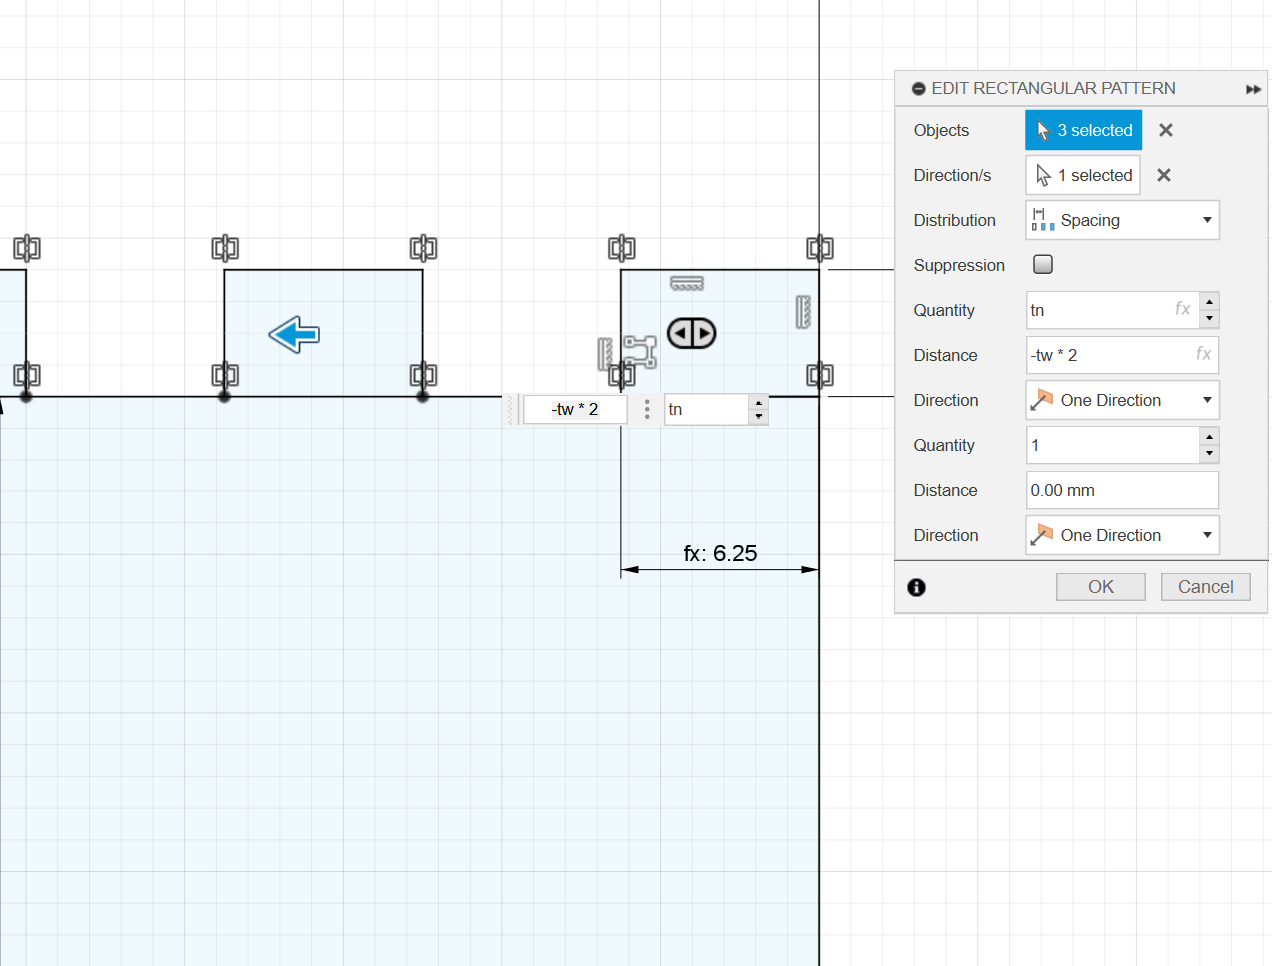 EDIT RECTANGULAR PATTERN
Objects 3 selected
Direction/s 1 selected
Distribution Spacing
Suppression
Quantity tn fx
Distance -tw * 2 fx
Direction One Direction
Quantity 1
Distance 0.00 mm
Direction One Direction
OK Cancel
-tw * 2 tn
fx: 6.25